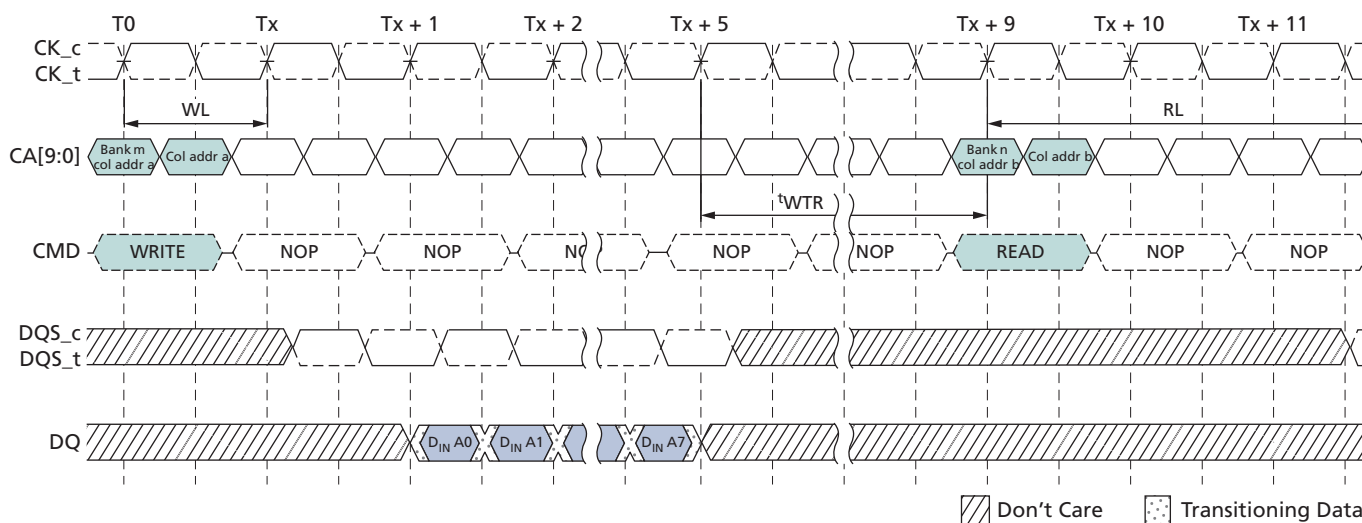 T0 Tx Tx + 1 Tx + 2 Tx + 5 Tx + 9 Tx + 10 Tx + 11
CK_c
CK_t
WL RL
Bank m
col addr a Col addr a Bank n
col addr b Col addr b
CA[9:0]
tWTR
CMD WRITE NOP NOP NOP NOP READ NOP NOP
DQS_c
DQS_t
DQ DIN A0 DIN A1 DIN A7
Don't Care Transitioning Data